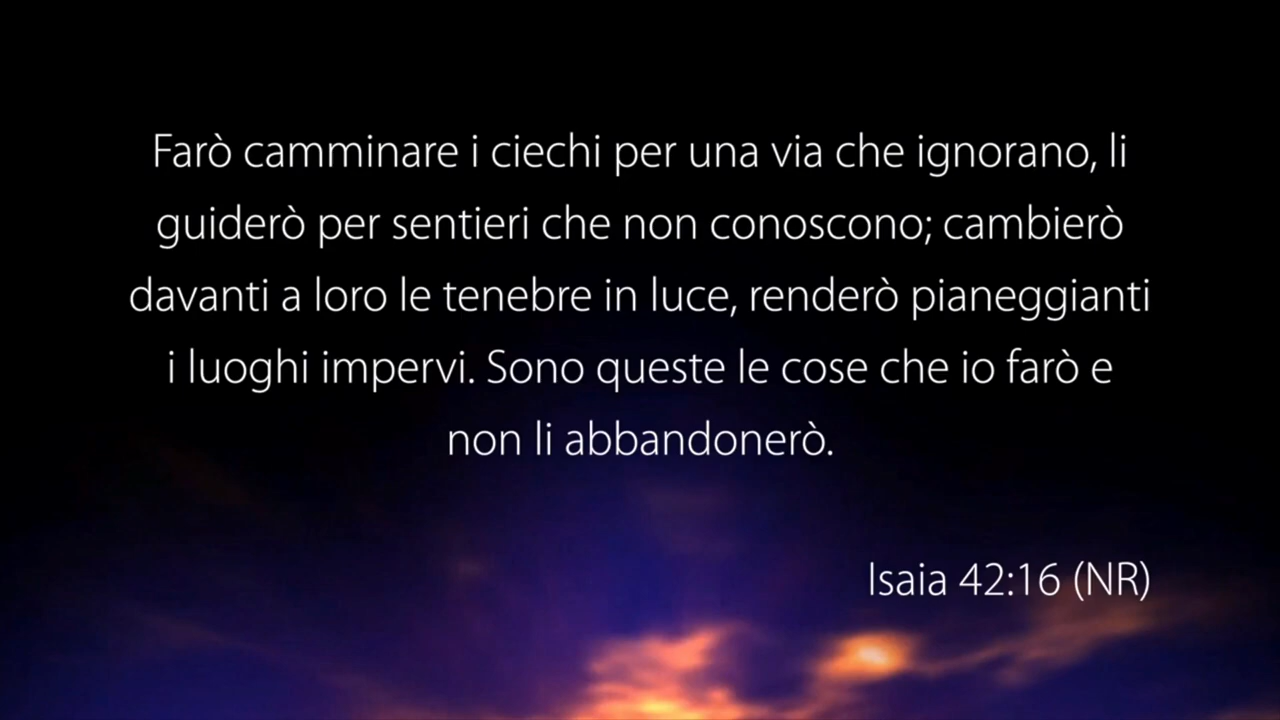 Farò camminare i ciechi per una via che ignorano, li
guiderò per sentieri che non conoscono; cambierò
davanti a loro le tenebre in luce, renderò pianeggianti
i luoghi impervi. Sono queste le cose che io farò e
non li abbandonerò.
Isaia 42:16 (NR)